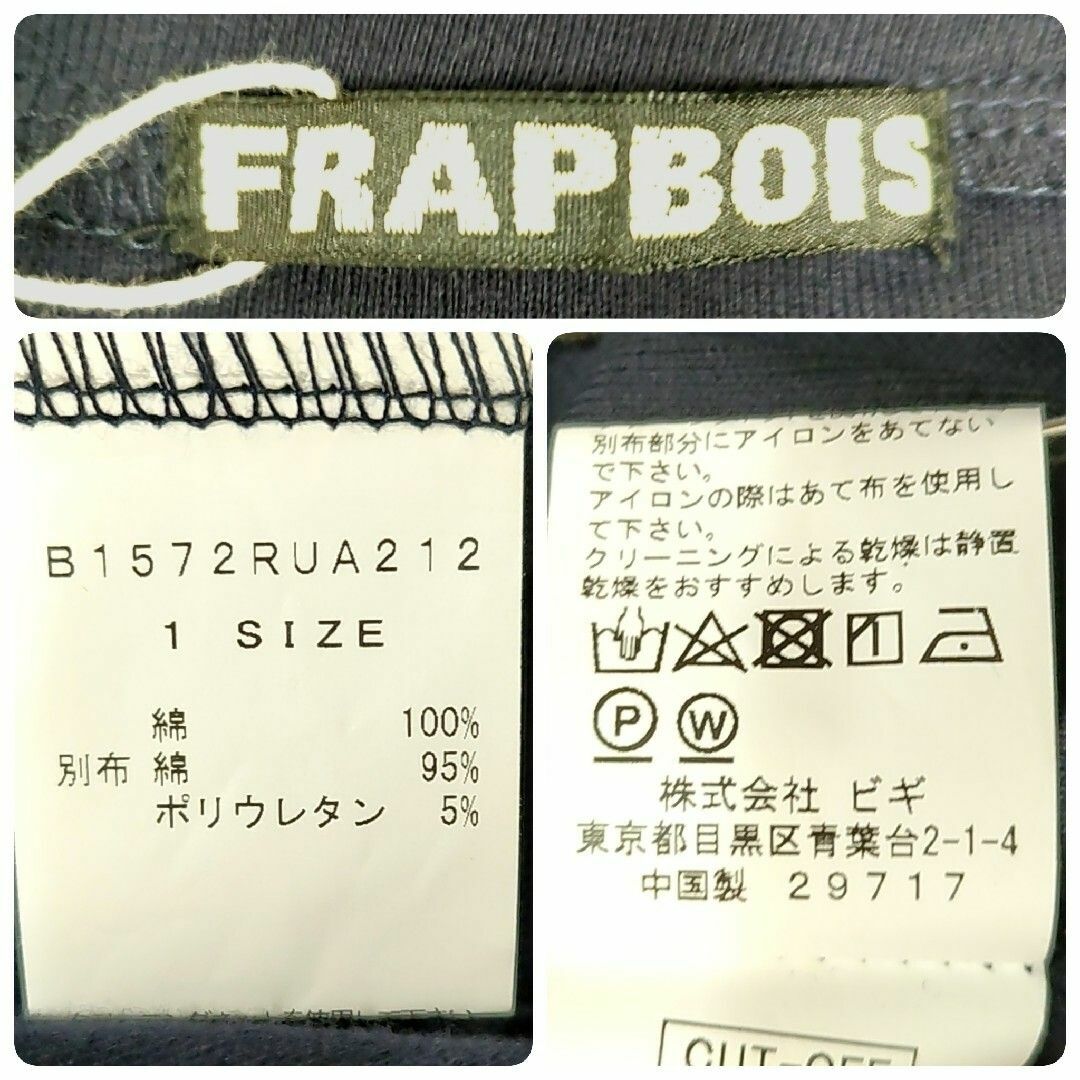 FRAPBOIS
B1572RUA212
1 SIZE
綿 100%
別布 綿 95%
ポリウレタン 5%
別布部分にアイロンをあてない
で下さい。
アイロンの際はあて布を使用し
て下さい。
クリーニングによる乾燥は静置
乾燥をおすすめします。
P W
株式会社 ビギ
東京都目黒区青葉台2-1-4
中国製 29717
CUT-OFF